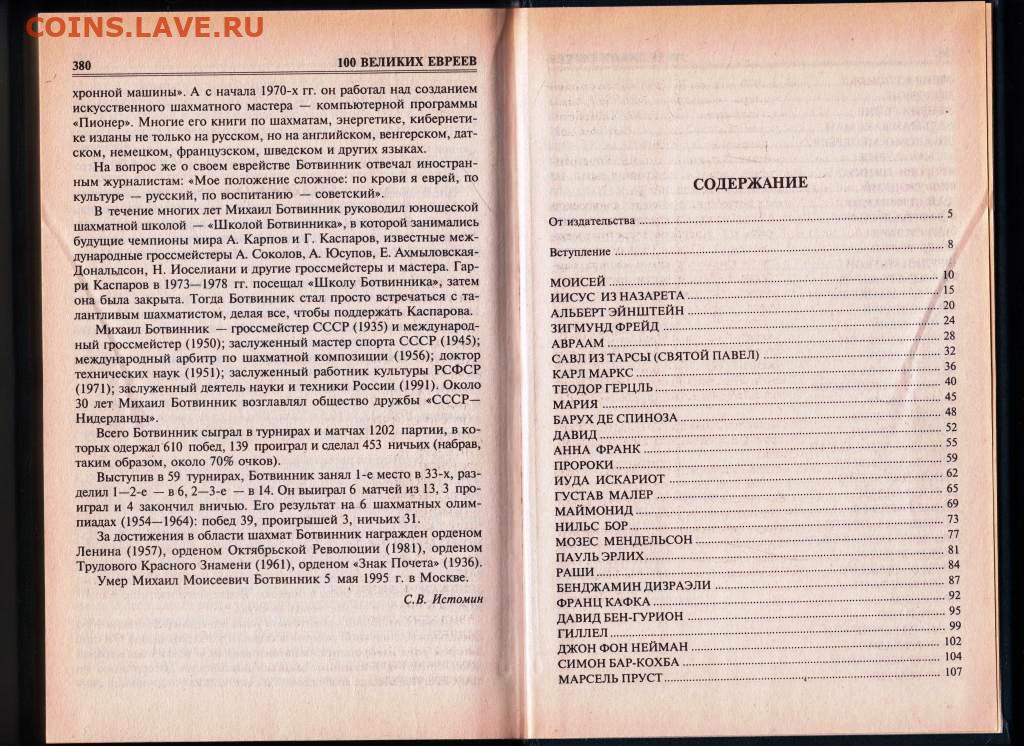 COINS.LAVE.RU
380 100 ВЕЛИКИХ ЕВРЕЕВ
хронной машины». А с начала 1970-х гг. он работал над созданием
искусственного шахматного мастера — компьютерной программы
«Пионер». Многие его книги по шахматам, энергетике, кибернети-
ке изданы не только на русском, но на английском, венгерском, дат-
ском, немецком, французском, шведском и других языках.
На вопрос же о своем еврействе Ботвинник отвечал иностран-
ным журналистам: «Мое положение сложное: по крови я еврей, по
культуре — русский, по воспитанию — советский».
В течение многих лет Михаил Ботвинник руководил юношеской
шахматной школой — «Школой Ботвинника», в которой занимались
будущие чемпионы мира А. Карпов и Г. Каспаров, известные меж-
дународные гроссмейстеры А. Соколов, А. Юсупов, Е. Ахмыловская-
Дональдсон, Н. Иоселиани и другие гроссмейстеры и мастера. Гар-
ри Каспаров в 1973—1978 гг. посещал «Школу Ботвинника», затем
она была закрыта. Тогда Ботвинник стал просто встречаться с та-
лантливым шахматистом, делая все, чтобы поддержать Каспарова.
Михаил Ботвинник — гроссмейстер СССР (1935) и международ-
ный гроссмейстер (1950); заслуженный мастер спорта СССР (1945);
международный арбитр по шахматной композиции (1956); доктор
технических наук (1951); заслуженный работник культуры РСФСР
(1971); заслуженный деятель науки и техники России (1991). Около
30 лет Михаил Ботвинник возглавлял общество дружбы «СССР—
Нидерланды».
Всего Ботвинник сыграл в турнирах и матчах 1202 партии, в ко-
торых одержал 610 побед, 139 проиграл и сделал 453 ничьих (набрав,
таким образом, около 70% очков).
Выступив в 59 турнирах, Ботвинник занял 1-е место в 33-х, раз-
делил 1—2-е — в 6, 2—3-е — в 14. Он выиграл 6 матчей из 13, 3 про-
играл и 4 закончил вничью. Его результат на 6 шахматных олим-
пиадах (1954—1964): побед 39, проигрышей 3, ничьих 31.
За достижения в области шахмат Ботвинник награжден орденом
Ленина (1957), орденом Октябрьской Революции (1981), орденом
Трудового Красного Знамени (1961), орденом «Знак Почета» (1936).
Умер Михаил Моисеевич Ботвинник 5 мая 1995 г. в Москве.
С.В. Истомин
СОДЕРЖАНИЕ
От издательства 5
Вступление 8
МОИСЕЙ 10
ИИСУС ИЗ НАЗАРЕТА 15
АЛЬБЕРТ ЭЙНШТЕЙН 20
ЗИГМУНД ФРЕЙД 24
АВРААМ 28
САВЛ ИЗ ТАРСЫ (СВЯТОЙ ПАВЕЛ) 32
КАРЛ МАРКС 36
ТЕОДОР ГЕРЦЛЬ 40
МАРИЯ 45
БАРУХ ДЕ СПИНОЗА 48
ДАВИД 52
АННА ФРАНК 55
ПРОРОКИ 59
ИУДА ИСКАРИОТ 62
ГУСТАВ МАЛЕР 65
МАЙМОНИД 69
НИЛЬС БОР 73
МОЗЕС МЕНДЕЛЬСОН 77
ПАУЛЬ ЭРЛИХ 81
РАШИ 84
БЕНДЖАМИН ДИЗРАЭЛИ 87
ФРАНЦ КАФКА 92
ДАВИД БЕН-ГУРИОН 95
ГИЛЛЕЛ 99
ДЖОН ФОН НЕЙМАН 102
СИМОН БАР-КОХБА 104
МАРСЕЛЬ ПРУСТ 107